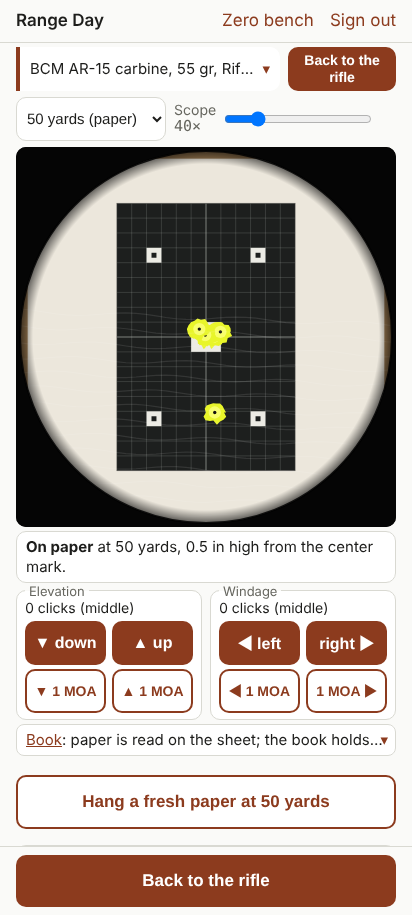 Range Day
Zero bench
Sign out
BCM AR-15 carbine, 55 gr, Rif... ▾
Back to the
rifle
50 yards (paper)
Scope
40×
On paper at 50 yards, 0.5 in high from the center
mark.
Elevation
0 clicks (middle)
▼ down
▲ up
▼ 1 MOA
▲ 1 MOA
Windage
0 clicks (middle)
◀ left
right ▶
◀ 1 MOA
1 MOA ▶
Book: paper is read on the sheet; the book holds...▾
Hang a fresh paper at 50 yards
Back to the rifle